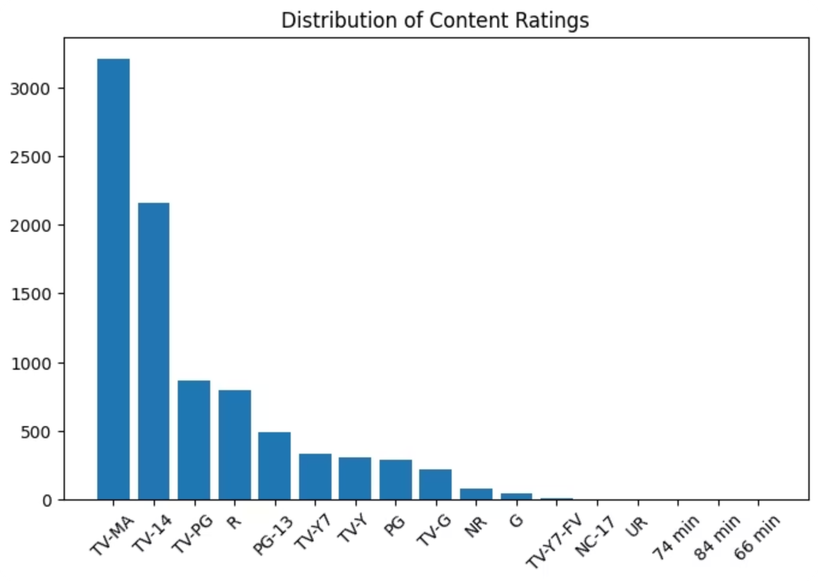 Distribution of Content Ratings
3000
2500
2000
1500
1000
500
0
TV-MA
TV-14
TV-PG
R
PG-13
TV-Y7
TV-Y
PG
TV-G
NR
G
TV-Y7-FV
NC-17
UR
74 min
84 min
66 min